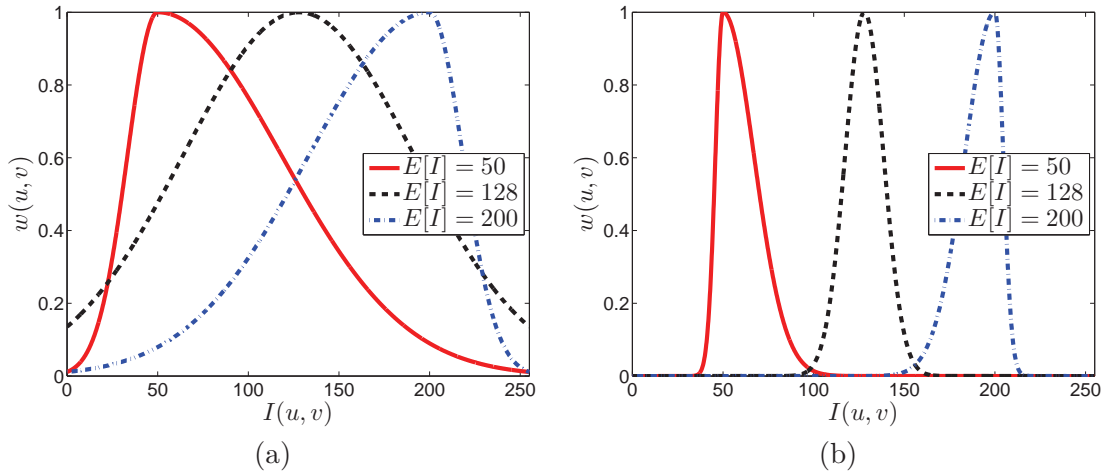 1
0.8
0.6
0.4
0.2
0
w(u, v)
0 50 100 150 200 250
I(u, v)
E[I] = 50
E[I] = 128
E[I] = 200
(a)
1
0.8
0.6
0.4
0.2
0
w(u, v)
0 50 100 150 200 250
I(u, v)
E[I] = 50
E[I] = 128
E[I] = 200
(b)